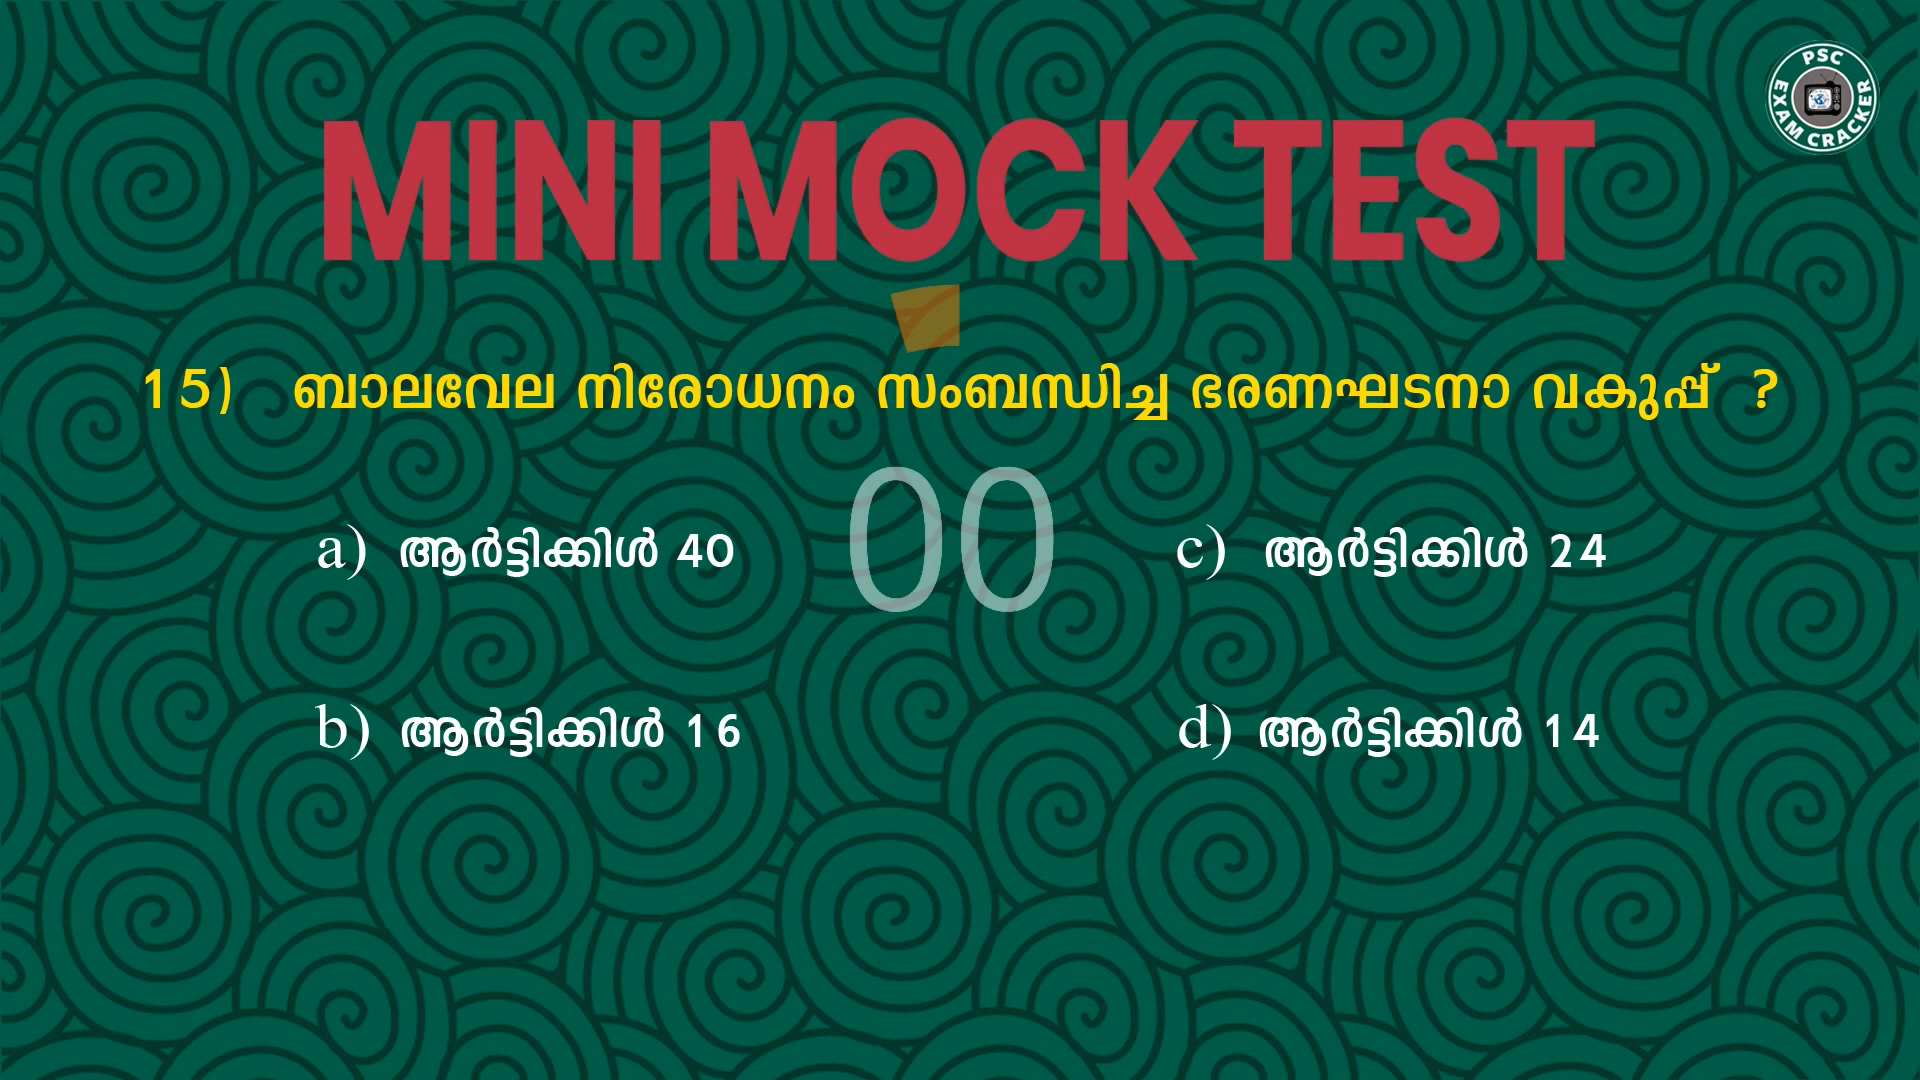 PSC
EXAM CRACKER
MINI MOCK TEST
15) ബാലവേല നിരോധനം സംബന്ധിച്ച ഭരണഘടനാ വകുപ്പ് ?
00
a) ആർട്ടിക്കിൾ 40
c) ആർട്ടിക്കിൾ 24
b) ആർട്ടിക്കിൾ 16
d) ആർട്ടിക്കിൾ 14